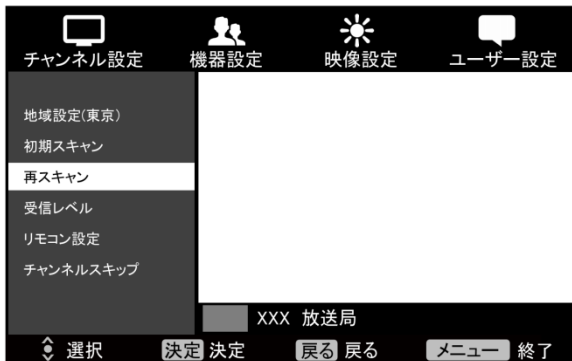 チャンネル設定 機器設定 映像設定 ユーザー設定
地域設定(東京)
初期スキャン
再スキャン
受信レベル
リモコン設定
チャンネルスキップ
XXX 放送局
選択 決定 決定 戻る 戻る メニュー 終了